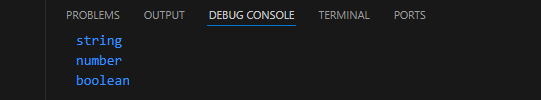 PROBLEMS OUTPUT DEBUG CONSOLE TERMINAL PORTS
string
number
boolean